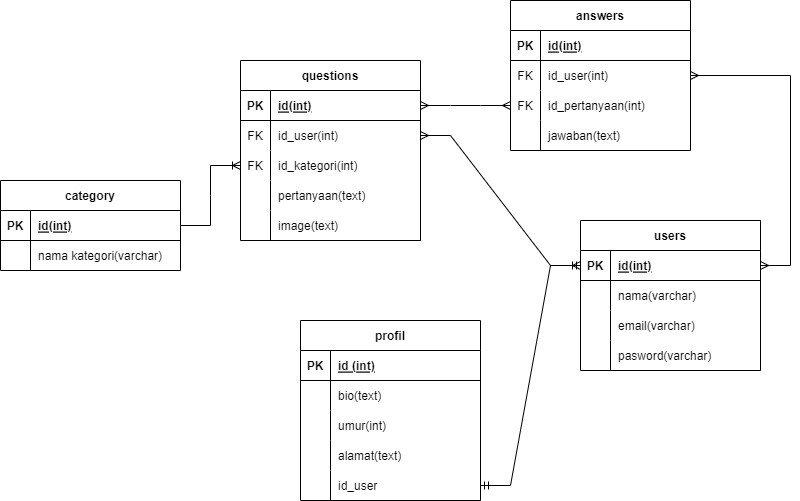 answers
PK id(int)
FK id_user(int)
FK id_pertanyaan(int)
jawaban(text)
questions
PK id(int)
FK id_user(int)
FK id_kategori(int)
pertanyaan(text)
image(text)
category
PK id(int)
nama kategori(varchar)
users
PK id(int)
nama(varchar)
email(varchar)
pasword(varchar)
profil
PK id (int)
bio(text)
umur(int)
alamat(text)
id_user